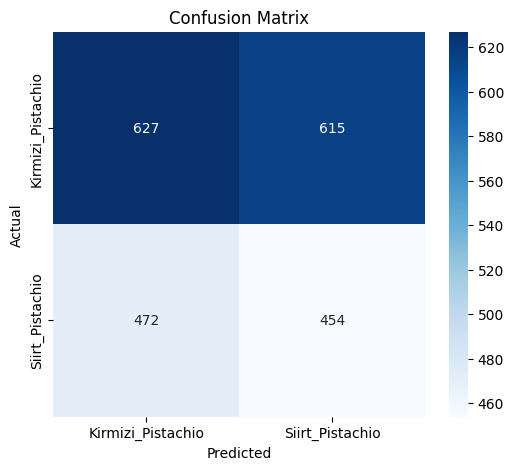 Confusion Matrix
Actual
Kirmizi_Pistachio
627
615
Siirt_Pistachio
472
454
Kirmizi_Pistachio
Siirt_Pistachio
Predicted
620
600
580
560
540
520
500
480
460